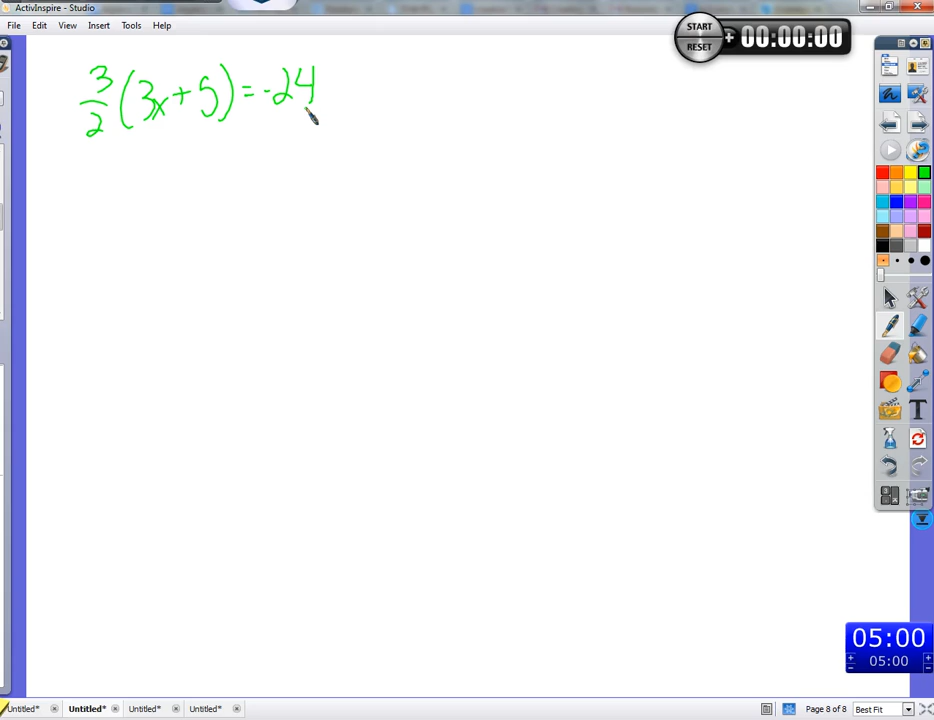 ActivInspire - Studio
File Edit View Insert Tools Help
START
RESET
00:00:00
3/2 (3x + 5) = -24
05:00
05:00
Untitled* Untitled* Untitled* Untitled*
Page 8 of 8 Best Fit